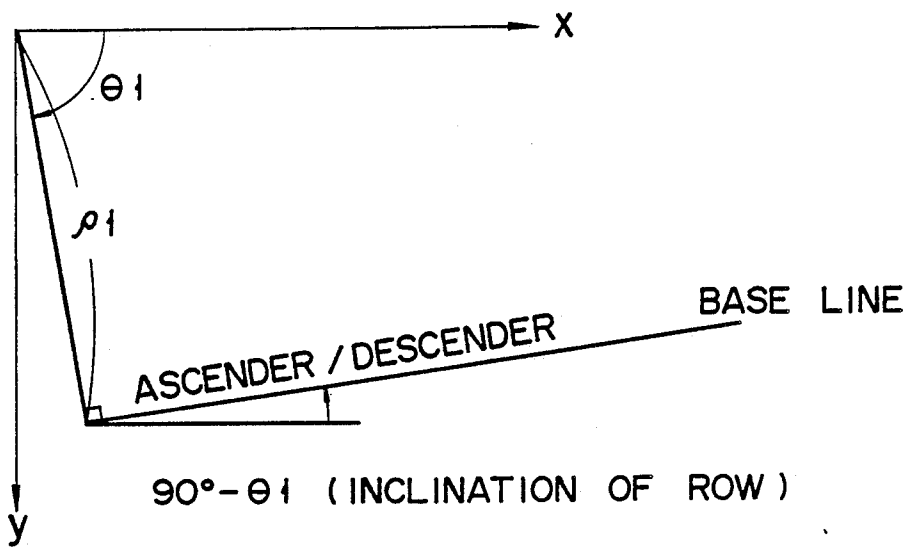 x
θ1
ρ1
BASE LINE
ASCENDER / DESCENDER
90°-θ1 (INCLINATION OF ROW)
y